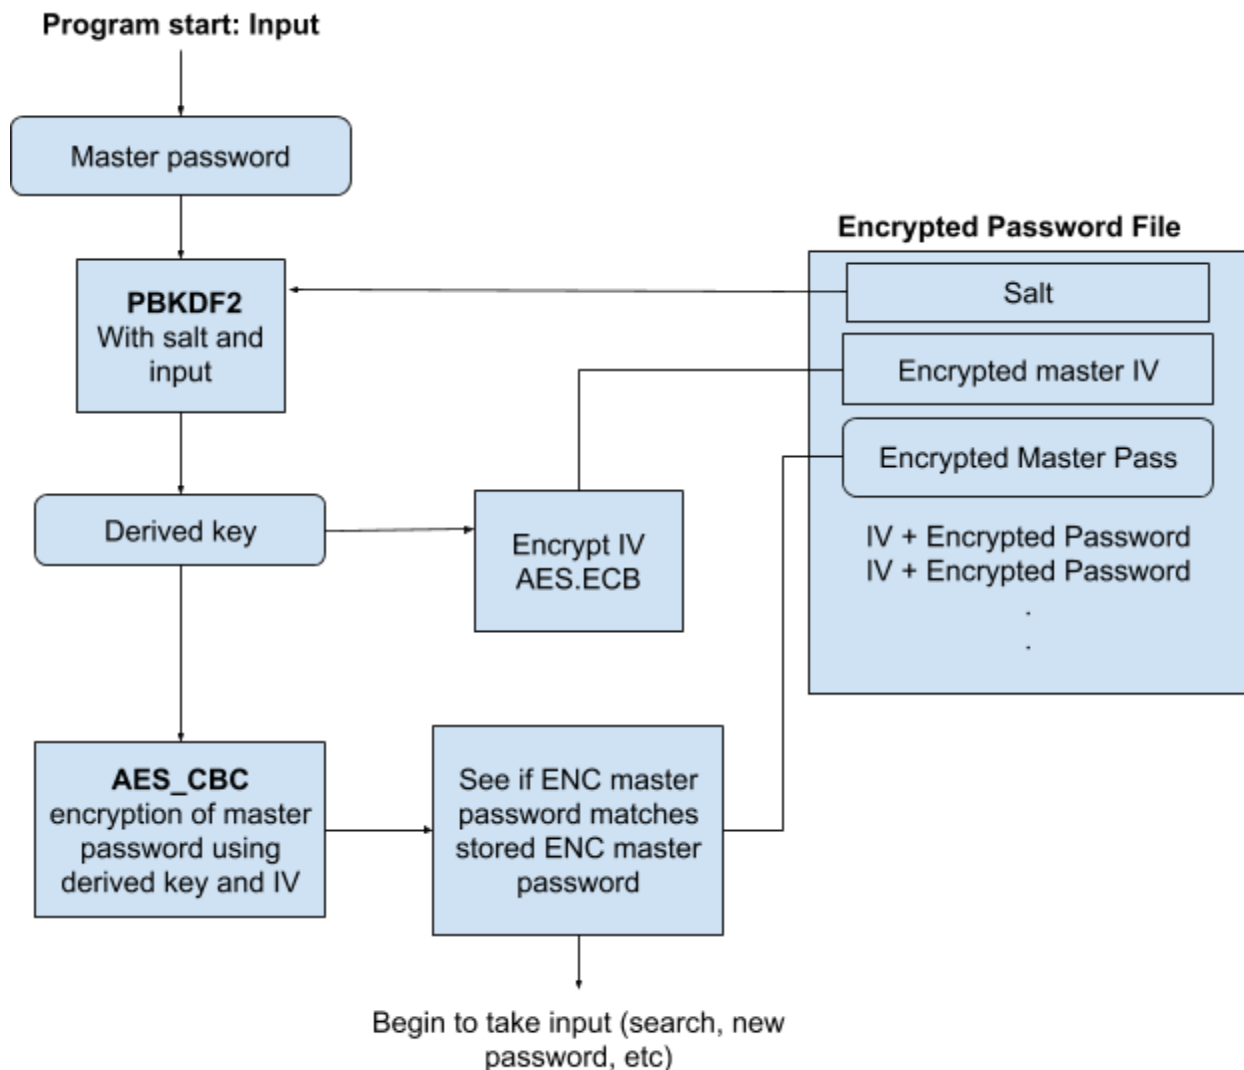 Program start: Input
Master password
Encrypted Password File
PBKDF2
With salt and
input
Salt
Encrypted master IV
Encrypted Master Pass
Derived key
Encrypt IV
AES.ECB
IV + Encrypted Password
IV + Encrypted Password
.
.
AES_CBC
encryption of master
password using
derived key and IV
See if ENC master
password matches
stored ENC master
password
Begin to take input (search, new
password, etc)